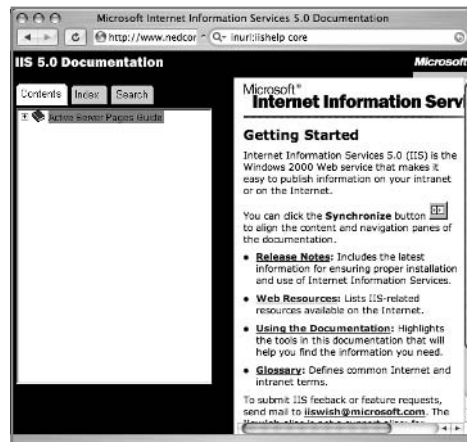 Microsoft Internet Information Services 5.0 Documentation
http://www.nedcor
inurl:iishelp core
IIS 5.0 Documentation
Microsoft
Contents Index Search
Active Server Pages Guide
Microsoft®
Internet Information Serv
Getting Started
Internet Information Services 5.0 (IIS) is the
Windows 2000 Web service that makes it
easy to publish information on your intranet
or on the Internet.
You can click the Synchronize button
to align the content and navigation panes of
the documentation.
• Release Notes: Includes the latest
information for ensuring proper installation
and use of Internet Information Services.
• Web Resources: Lists IIS-related
resources available on the Internet.
• Using the Documentation: Highlights
the tools in this documentation that will
help you find the information you need.
• Glossary: Defines common Internet and
intranet terms.
To submit IIS feeback or feature requests,
send mail to iiswish@microsoft.com. The